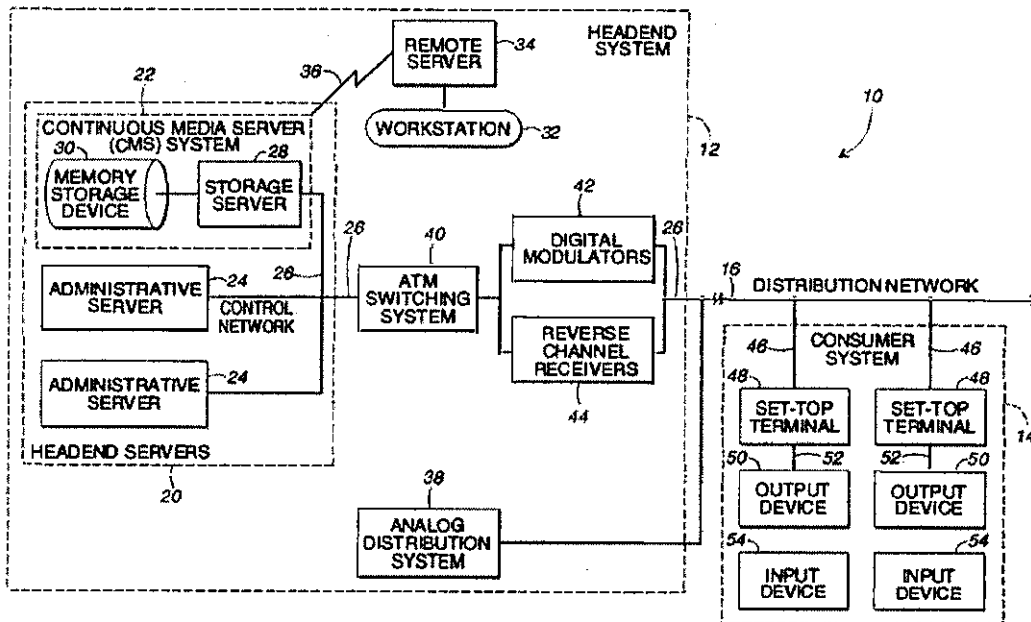 REMOTE
SERVER
34
HEADEND
SYSTEM
36
22
WORKSTATION
32
CONTINUOUS MEDIA SERVER
(CMS) SYSTEM
30
28
MEMORY
STORAGE
DEVICE
STORAGE
SERVER
12
10
42
DIGITAL
MODULATORS
40
ATM
SWITCHING
SYSTEM
26
26
26
24
ADMINISTRATIVE
SERVER
CONTROL
NETWORK
REVERSE
CHANNEL
RECEIVERS
44
24
ADMINISTRATIVE
SERVER
HEADEND SERVERS
20
38
ANALOG
DISTRIBUTION
SYSTEM
16
DISTRIBUTION NETWORK
46
CONSUMER
SYSTEM
46
48
48
SET-TOP
TERMINAL
SET-TOP
TERMINAL
14
50
52
52
50
OUTPUT
DEVICE
OUTPUT
DEVICE
54
54
INPUT
DEVICE
INPUT
DEVICE